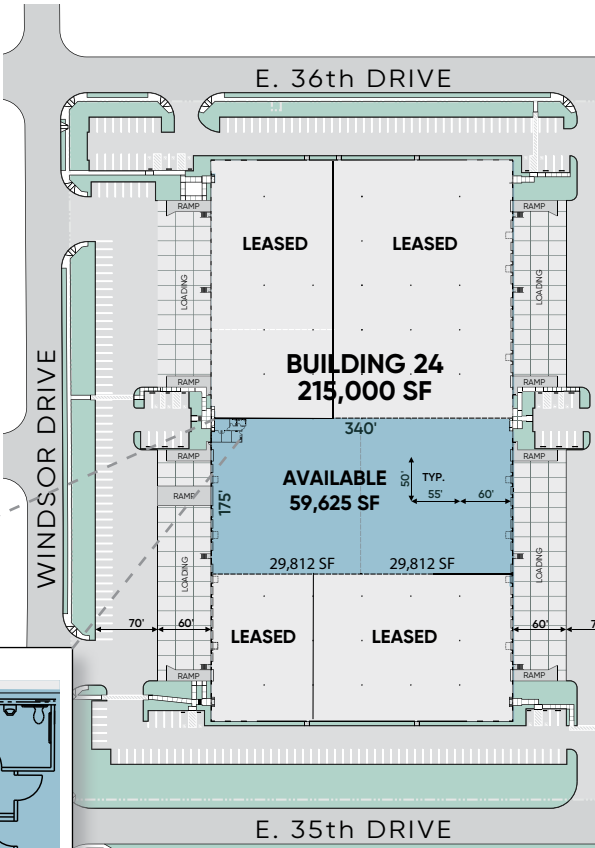 E. 36th DRIVE
RAMP
RAMP
LEASED
LEASED
LOADING
LOADING
BUILDING 24
215,000 SF
RAMP
RAMP
WINDSOR DRIVE
340'
RAMP
RAMP
AVAILABLE
59,625 SF
50'
TYP.
55'
60'
RAMP
175'
29,812 SF
29,812 SF
LOADING
LOADING
70'
60'
LEASED
LEASED
60'
RAMP
RAMP
E. 35th DRIVE